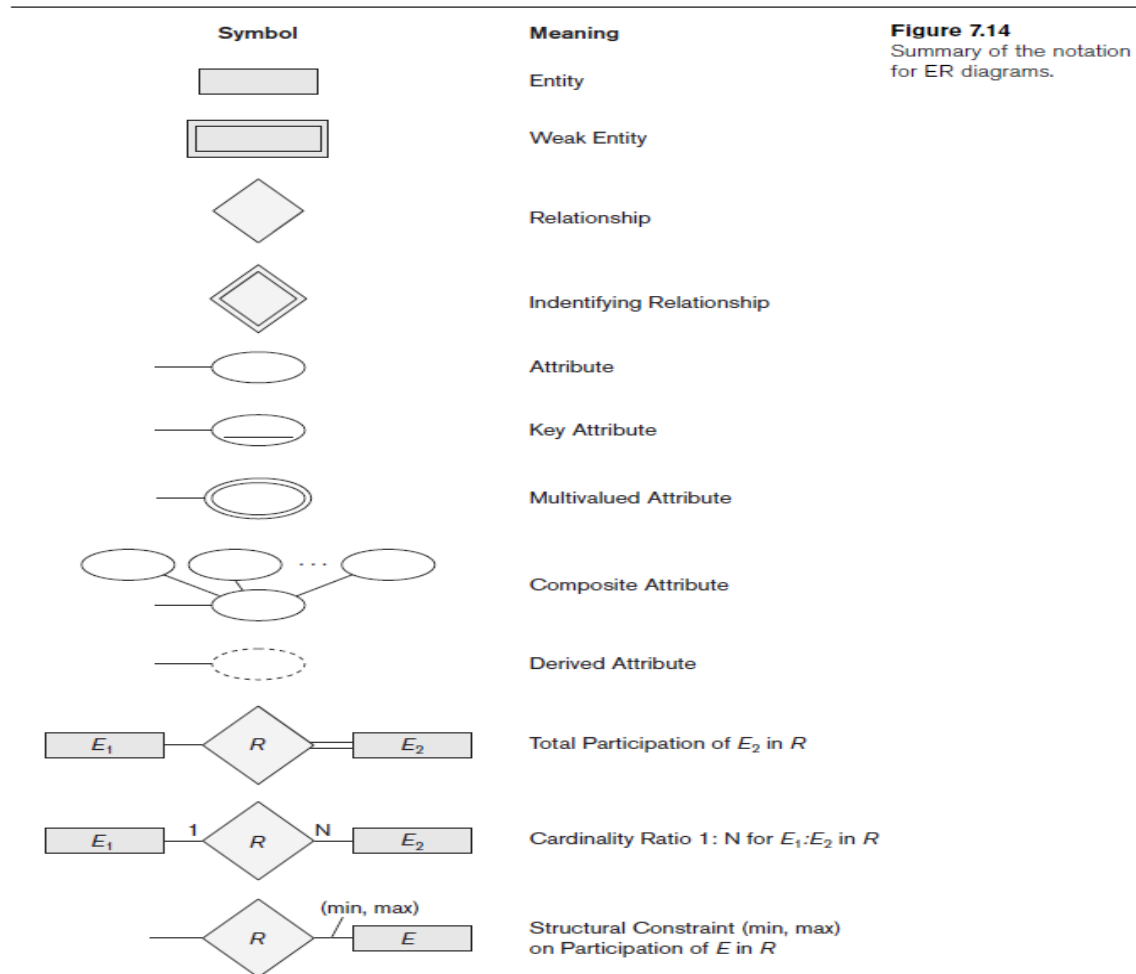 Symbol
Meaning
Figure 7.14
Summary of the notation
for ER diagrams.
Entity
Weak Entity
Relationship
Indentifying Relationship
Attribute
Key Attribute
Multivalued Attribute
. . .
Composite Attribute
Derived Attribute
E₁
R
E₂
Total Participation of E₂ in R
E₁
1
R
N
E₂
Cardinality Ratio 1: N for E₁:E₂ in R
(min, max)
R
E
Structural Constraint (min, max)
on Participation of E in R